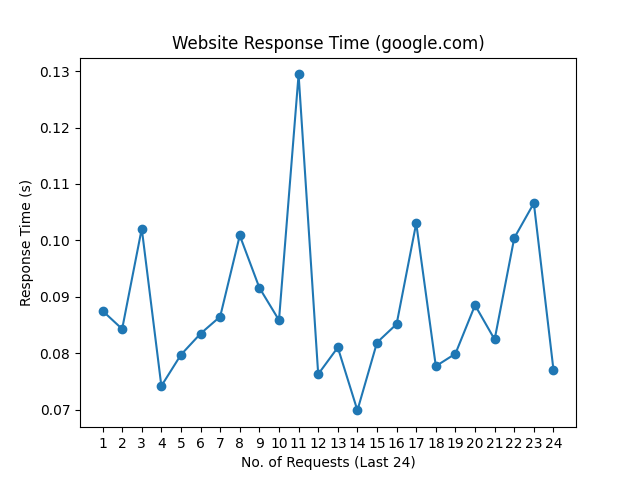 Website Response Time (google.com)
0.13
0.12
0.11
0.10
0.09
0.08
0.07
Response Time (s)
1 2 3 4 5 6 7 8 9 10 11 12 13 14 15 16 17 18 19 20 21 22 23 24
No. of Requests (Last 24)